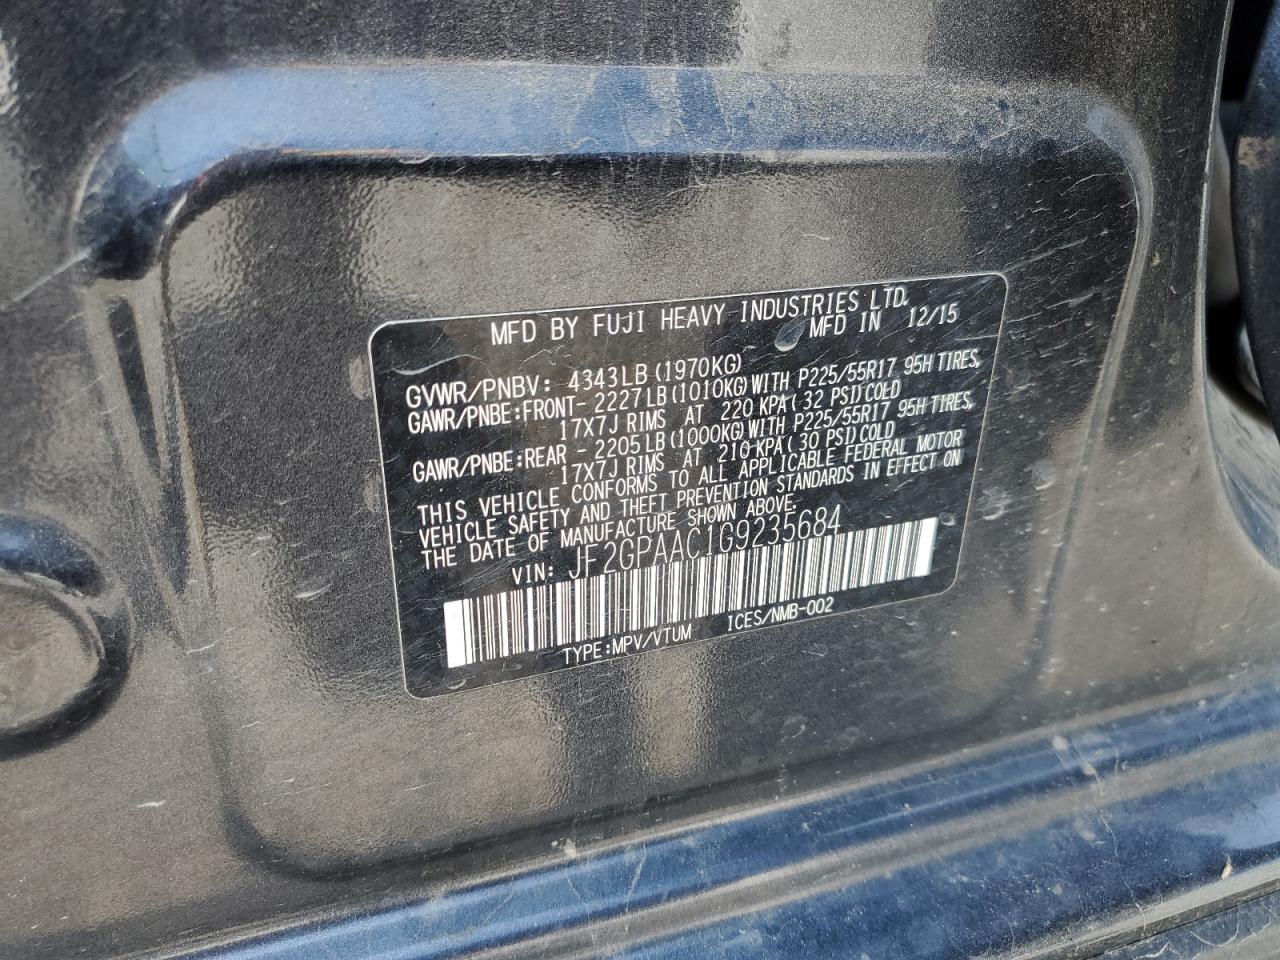 MFD BY FUJI HEAVY INDUSTRIES LTD.
MFD IN 12/15
GVWR/PNBV: 4343LB(1970KG)
GAWR/PNBE:FRONT- 2227LB(1010KG)WITH P225/55R17 95H TIRES,
17X7J RIMS AT 220 KPA(32 PSI)COLD
GAWR/PNBE:REAR - 2205LB(1000KG)WITH P225/55R17 95H TIRES,
17X7J RIMS AT 210 KPA(30 PSI)COLD
THIS VEHICLE CONFORMS TO ALL APPLICABLE FEDERAL MOTOR
VEHICLE SAFETY AND THEFT PREVENTION STANDARDS IN EFFECT ON
THE DATE OF MANUFACTURE SHOWN ABOVE.
VIN: JF2GPAAC1G9235684
TYPE:MPV/VTUM ICES/NMB-002